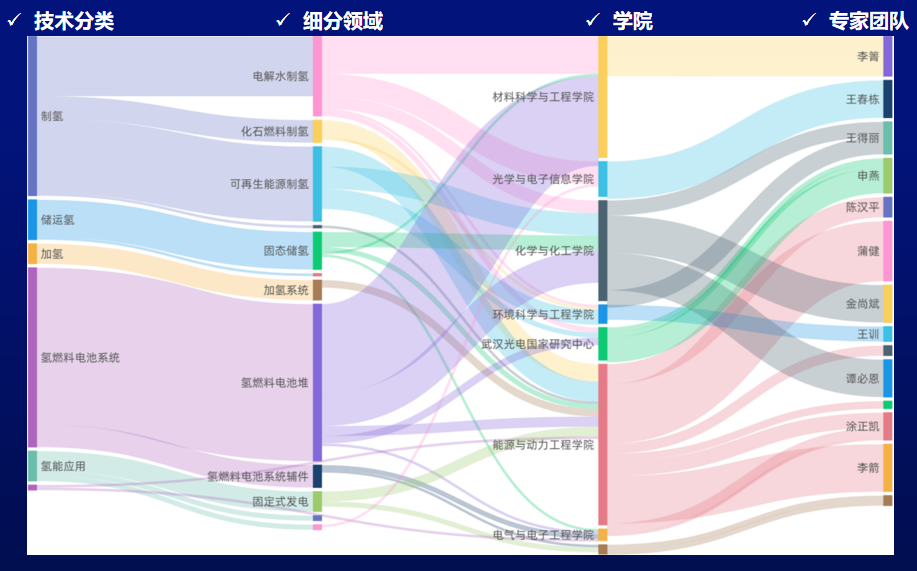 ✓ 技术分类
✓ 细分领域
✓ 学院
✓ 专家团队
制氢
储运氢
加氢
氢燃料电池系统
氢能应用
电解水制氢
化石燃料制氢
可再生能源制氢
固态储氢
加氢系统
氢燃料电池堆
氢燃料电池系统辅件
固定式发电
材料科学与工程学院
光学与电子信息学院
化学与化工学院
环境科学与工程学院
武汉光电国家研究中心
能源与动力工程学院
电气与电子工程学院
李箐
王春栋
王得丽
申燕
陈汉平
蒲健
金尚斌
王训
谭必恩
涂正凯
李箭